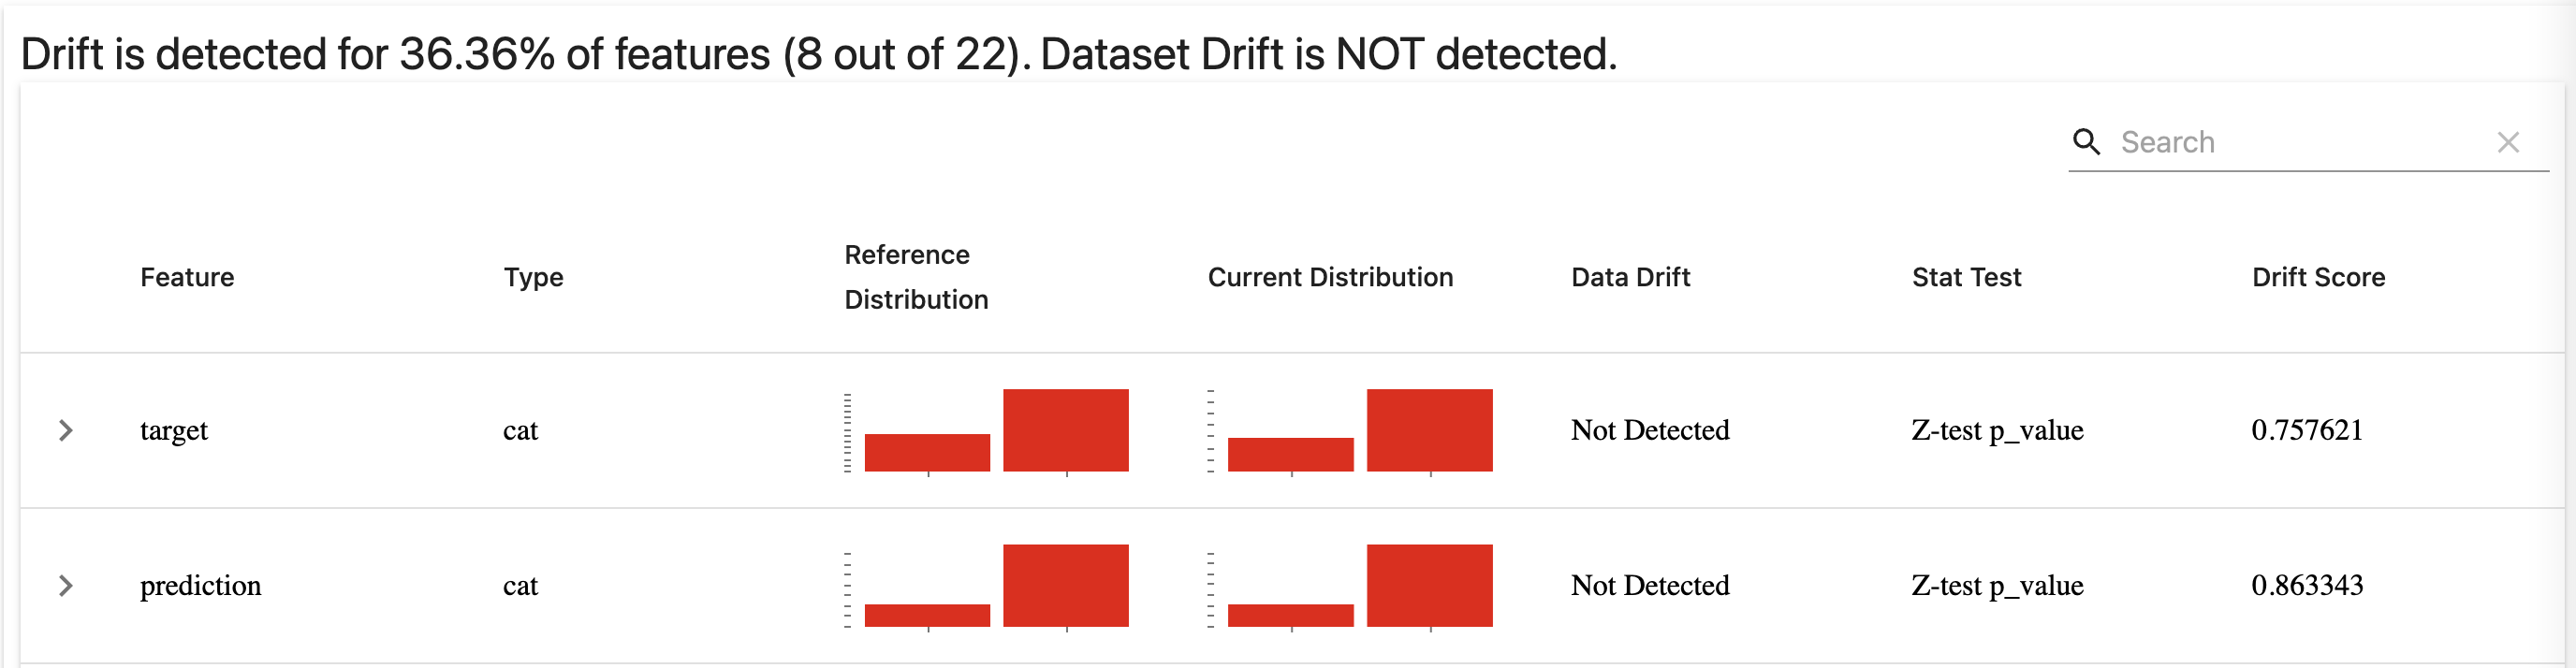 Drift is detected for 36.36% of features (8 out of 22). Dataset Drift is NOT detected.
Search
Feature Type Reference Distribution Current Distribution Data Drift Stat Test Drift Score
target cat Not Detected Z-test p_value 0.757621
prediction cat Not Detected Z-test p_value 0.863343